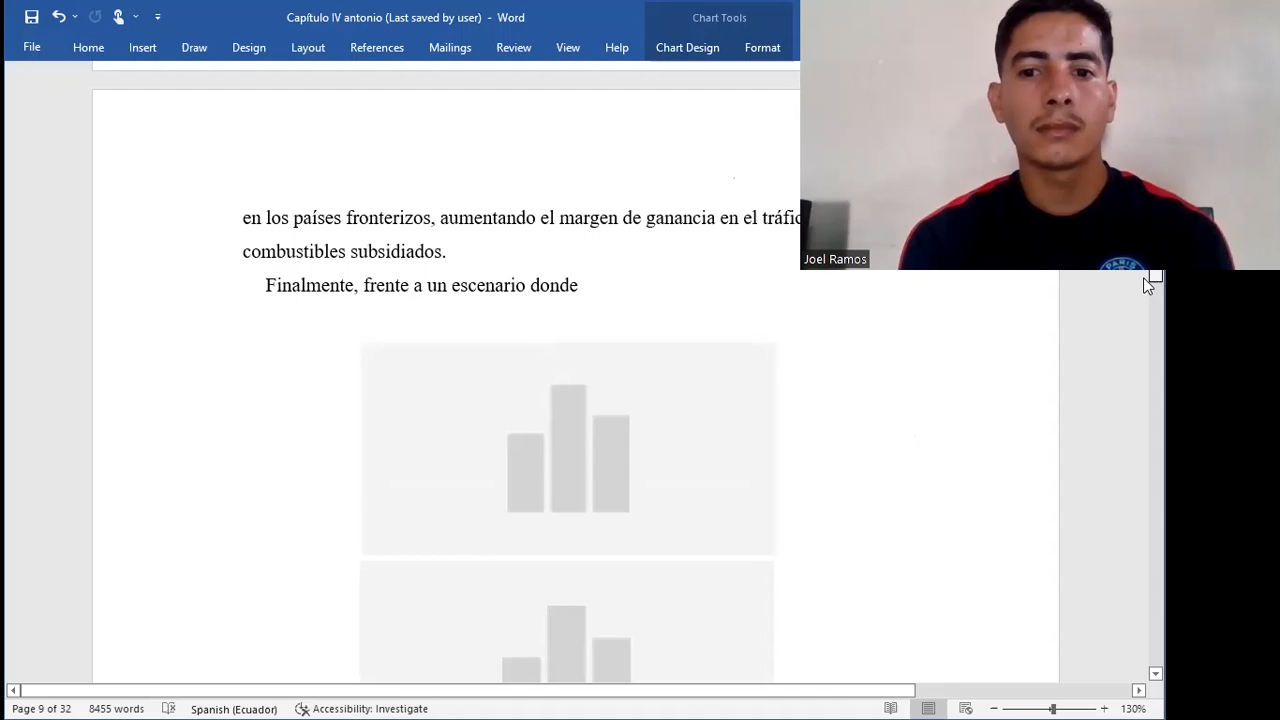 Capítulo IV antonio (Last saved by user) - Word
Chart Tools
File Home Insert Draw Design Layout References Mailings Review View Help Chart Design Format
en los países fronterizos, aumentando el margen de ganancia en el
combustibles subsidiados.
Finalmente, frente a un escenario donde
Joel Ramos
PARIS
Page 9 of 32 8455 words Spanish (Ecuador) Accessibility: Investigate 130%